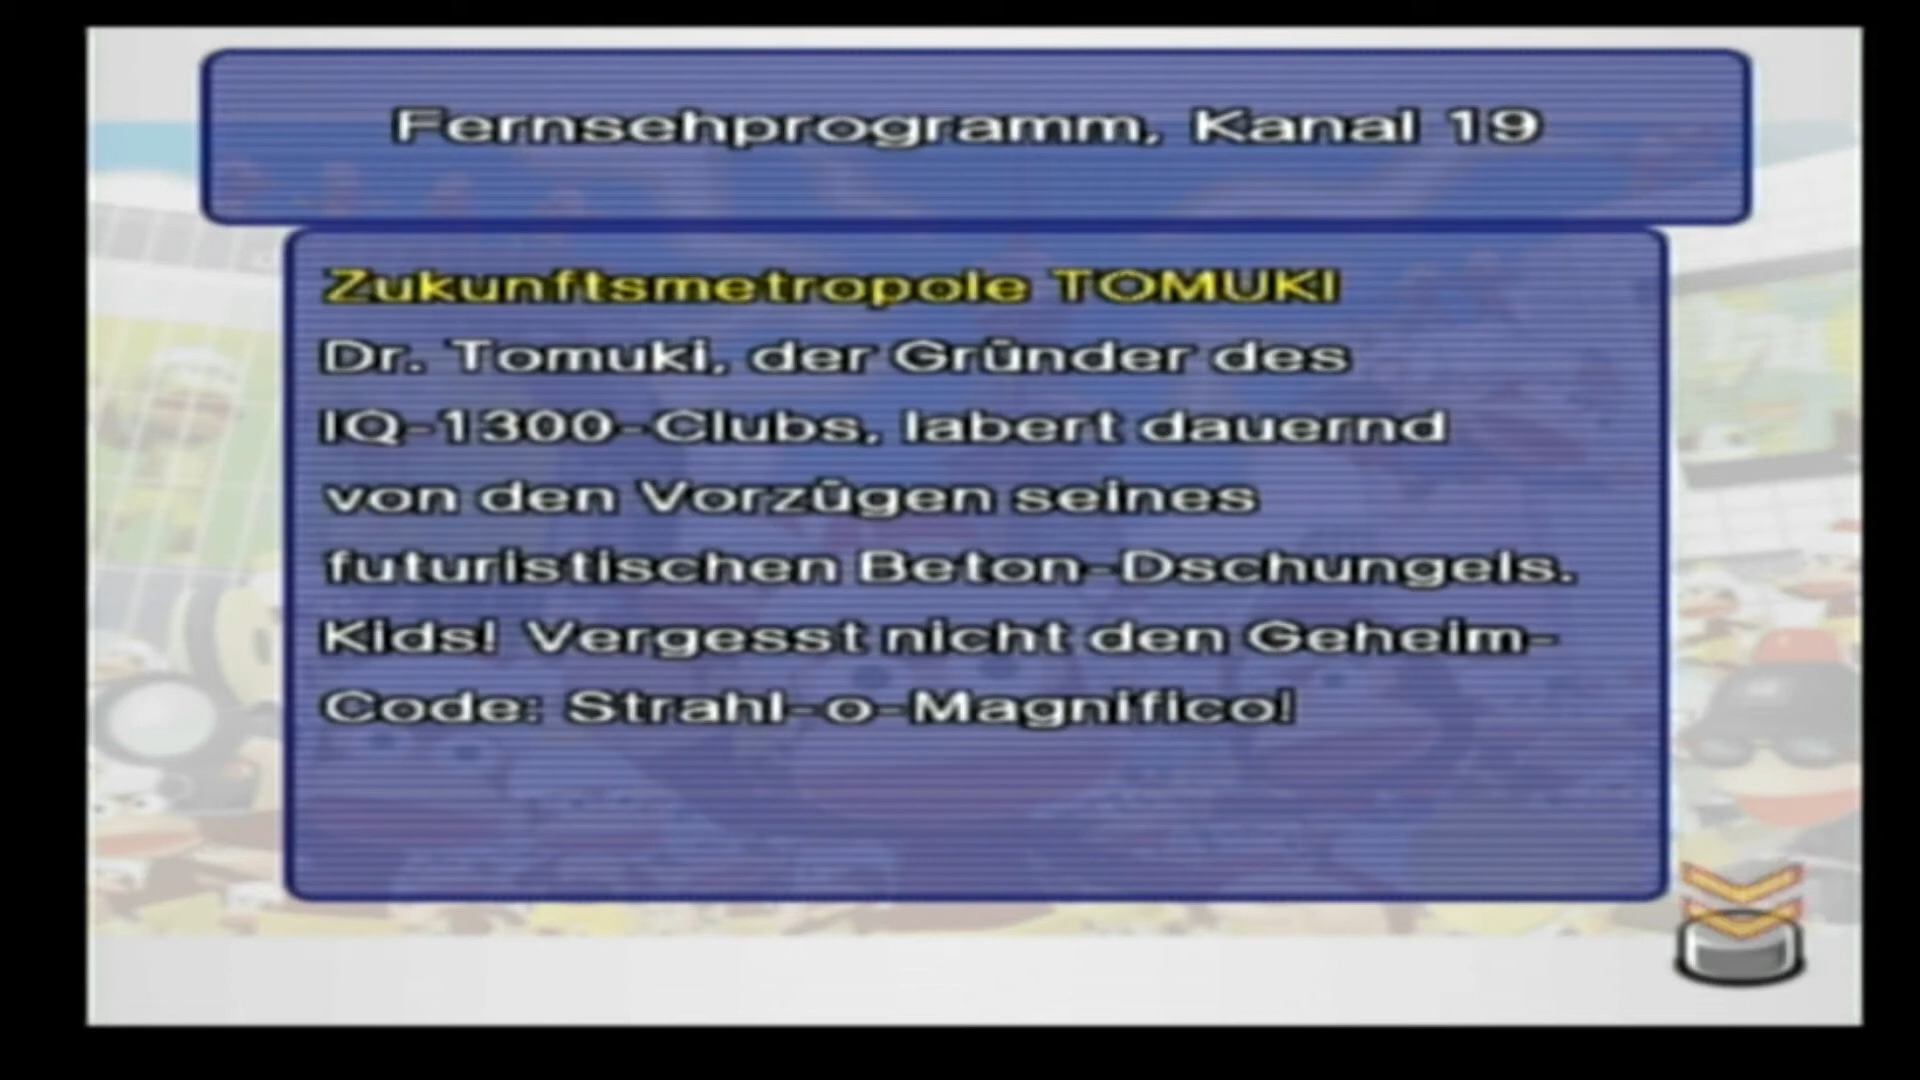 Fernsehprogramm, Kanal 19
Zukunftsmetropole TOMUKI
Dr. Tomuki, der Gründer des
IQ-1300-Clubs, labert dauernd
von den Vorzügen seines
futuristischen Beton-Dschungels.
Kids! Vergesst nicht den Geheim-
Code: Strahl-o-Magnifico!